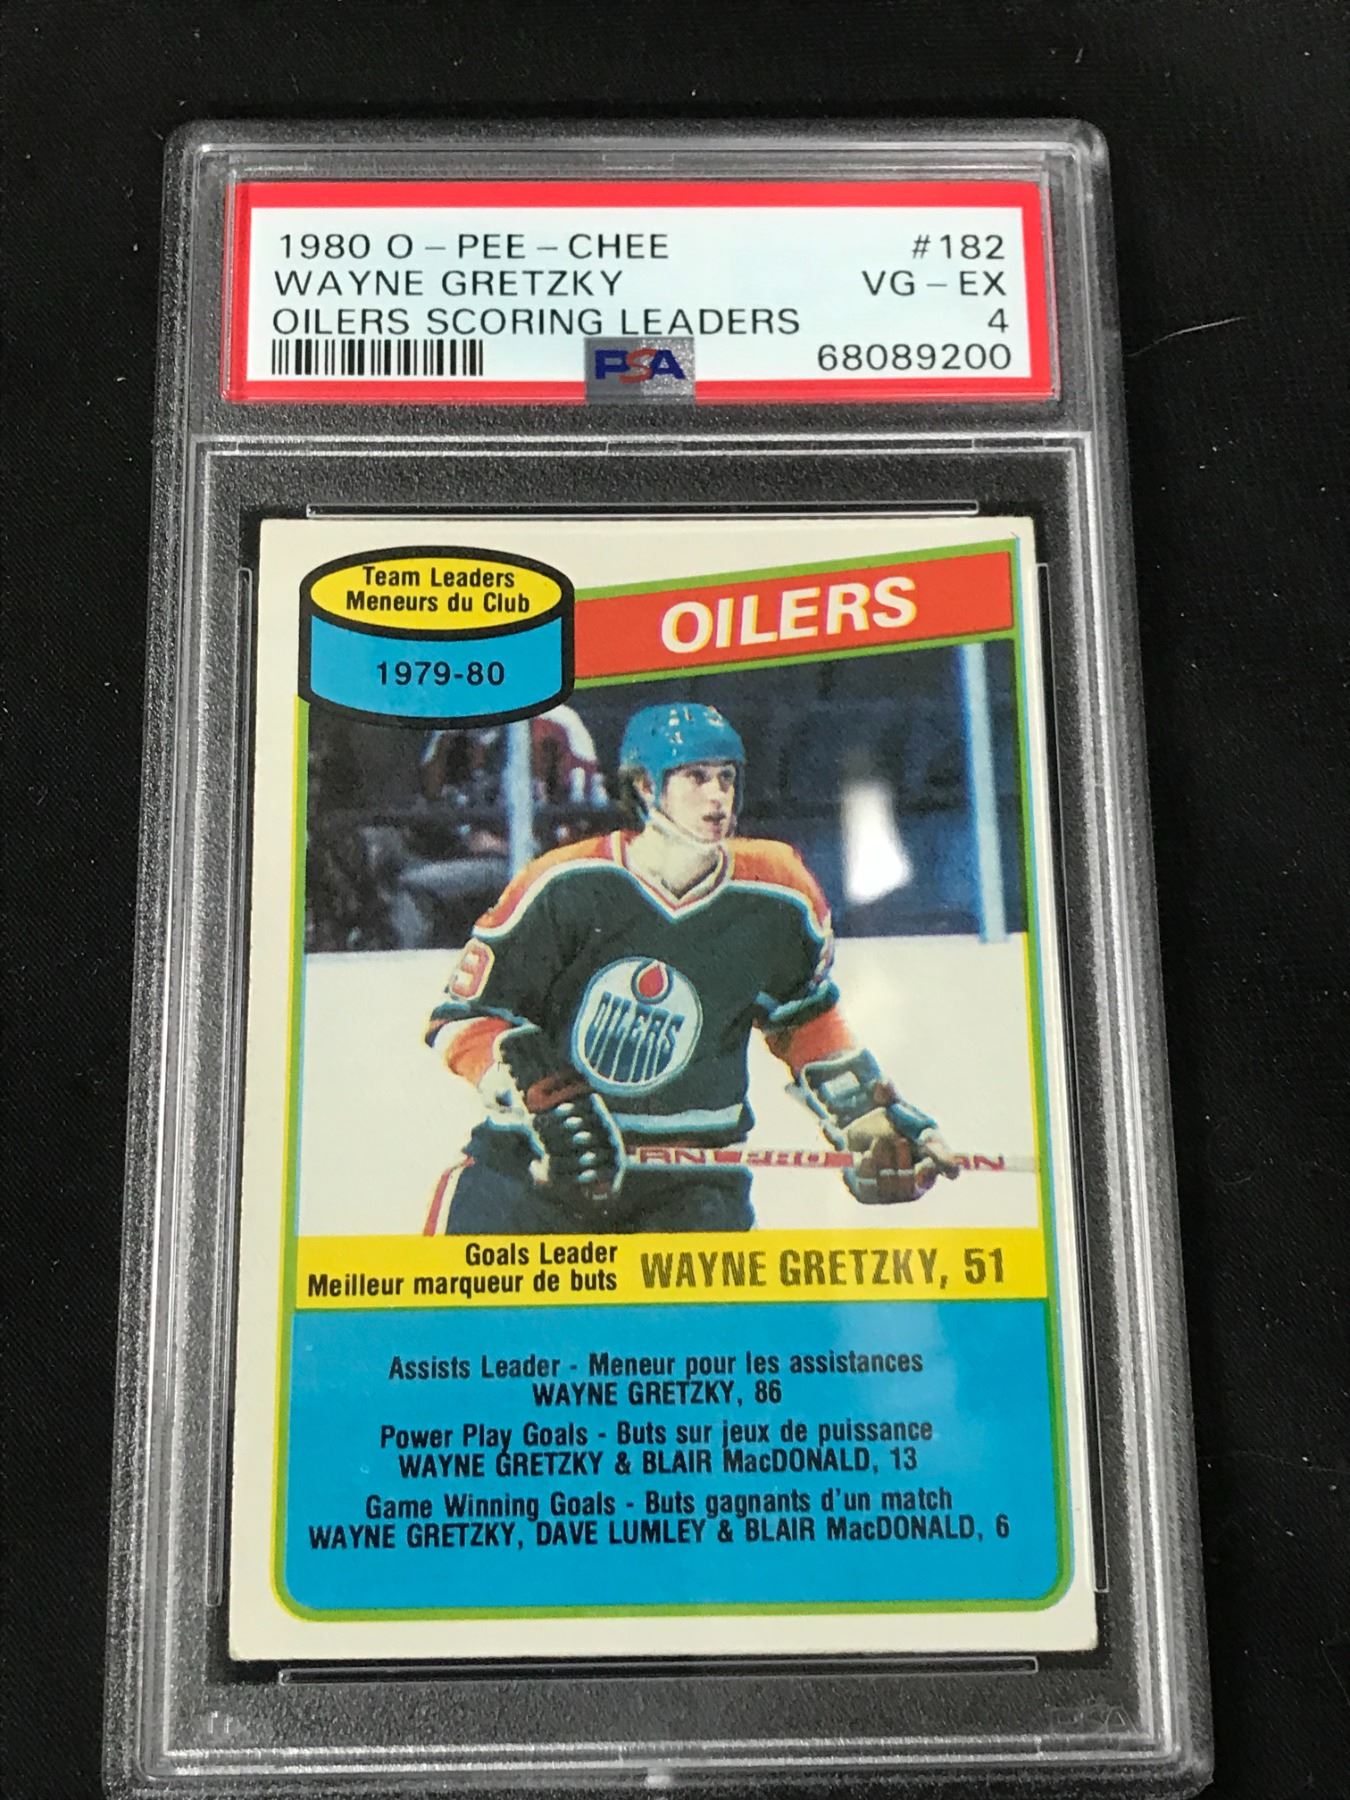 1980 O-PEE-CHEE #182
WAYNE GRETZKY VG-EX
OILERS SCORING LEADERS 4
PSA 68089200
Team Leaders
Meneurs du Club
1979-80
OILERS
OILERS
Goals Leader
Meilleur marqueur de buts
WAYNE GRETZKY, 51
Assists Leader - Meneur pour les assistances
WAYNE GRETZKY, 86
Power Play Goals - Buts sur jeux de puissance
WAYNE GRETZKY & BLAIR MacDONALD, 13
Game Winning Goals - Buts gagnants d'un match
WAYNE GRETZKY, DAVE LUMLEY & BLAIR MacDONALD, 6
PSA